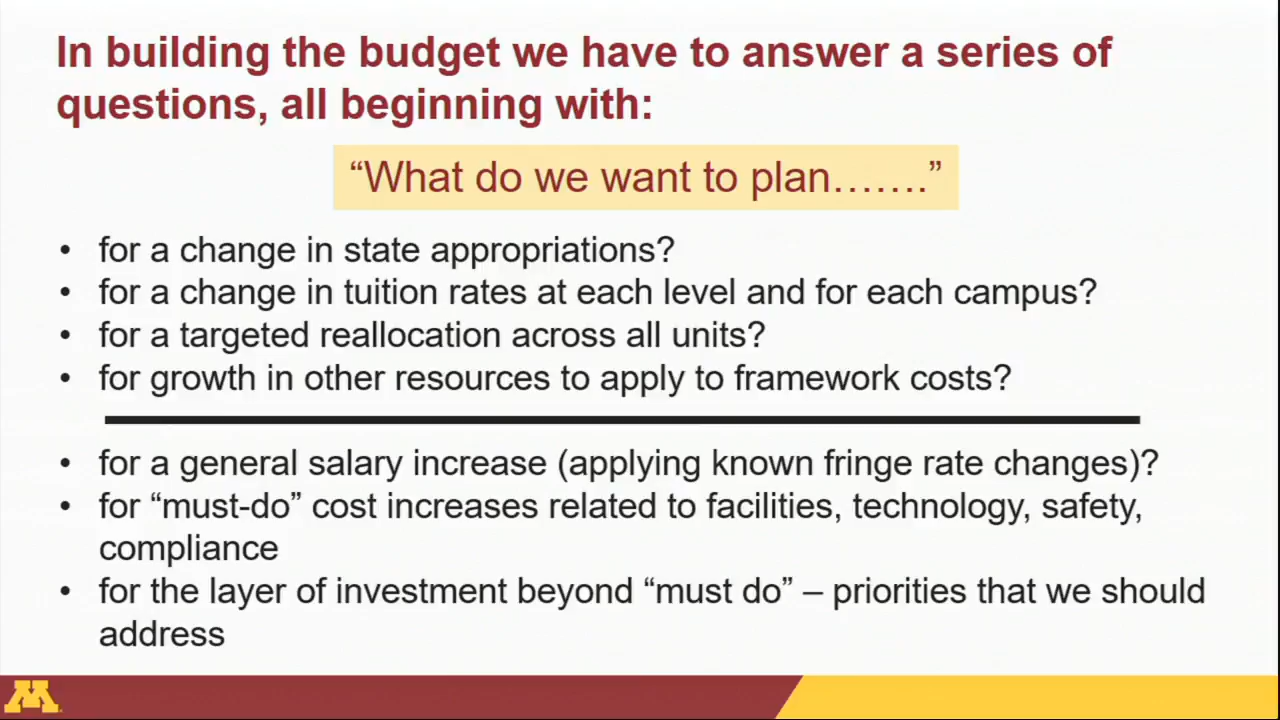 In building the budget we have to answer a series of
questions, all beginning with:
“What do we want to plan…….”
• for a change in state appropriations?
• for a change in tuition rates at each level and for each campus?
• for a targeted reallocation across all units?
• for growth in other resources to apply to framework costs?
• for a general salary increase (applying known fringe rate changes)?
• for “must-do” cost increases related to facilities, technology, safety,
compliance
• for the layer of investment beyond “must do” – priorities that we should
address
M